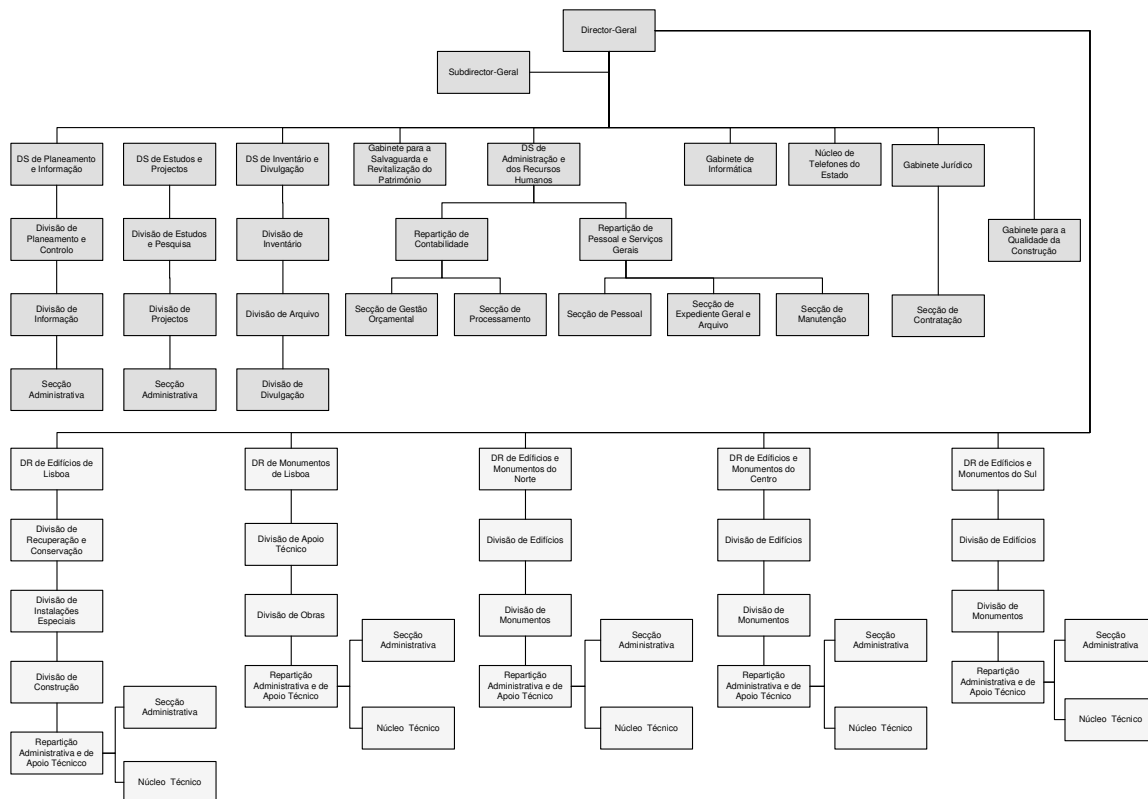 Director-Geral
Subdirector-Geral
DS de Planeamento
e Informação
DS de Estudos e
Projectos
DS de Inventário e
Divulgação
Gabinete para a
Salvaguarda e
Revitalização do
Património
DS de
Administração e
dos Recursos
Humanos
Gabinete de
Informática
Núcleo de
Telefones do
Estado
Gabinete Jurídico
Gabinete para a
Qualidade da
Construção
Divisão de
Planeamento e
Controlo
Divisão de Estudos
e Pesquisa
Divisão de
Inventário
Repartição de
Contabilidade
Repartição de
Pessoal e Serviços
Gerais
Divisão de
Informação
Divisão de
Projectos
Divisão de Arquivo
Secção de Gestão
Orçamental
Secção de
Processamento
Secção de Pessoal
Secção de
Expediente Geral e
Arquivo
Secção de
Manutenção
Secção de
Contratação
Secção
Administrativa
Secção
Administrativa
Divisão de
Divulgação
DR de Edifícios de
Lisboa
DR de Monumentos
de Lisboa
DR de Edfícios e
Monumentos do
Norte
DR de Edíficios e
Monumentos do
Centro
DR de Edíficios e
Monumentos do Sul
Divisão de
Recuperação e
Conservação
Divisão de Apoio
Técnico
Divisão de Edifícios
Divisão de Edifícios
Divisão de Edifícios
Divisão de
Instalações
Especiais
Divisão de Obras
Divisão de
Monumentos
Divisão de
Monumentos
Divisão de
Monumentos
Divisão de
Construção
Repartição
Administrativa e de
Apoio Técnico
Secção
Administrativa
Núcleo Técnico
Repartição
Administrativa e de
Apoio Técnico
Secção
Administrativa
Núcleo Técnico
Repartição
Administrativa e de
Apoio Técnico
Secção
Administrativa
Núcleo Técnico
Repartição
Administrativa e de
Apoio Técnico
Secção
Administrativa
Núcleo Técnico
Repartição
Administrativa e de
Apoio Técnicco
Secção
Administrativa
Núcleo Técnico